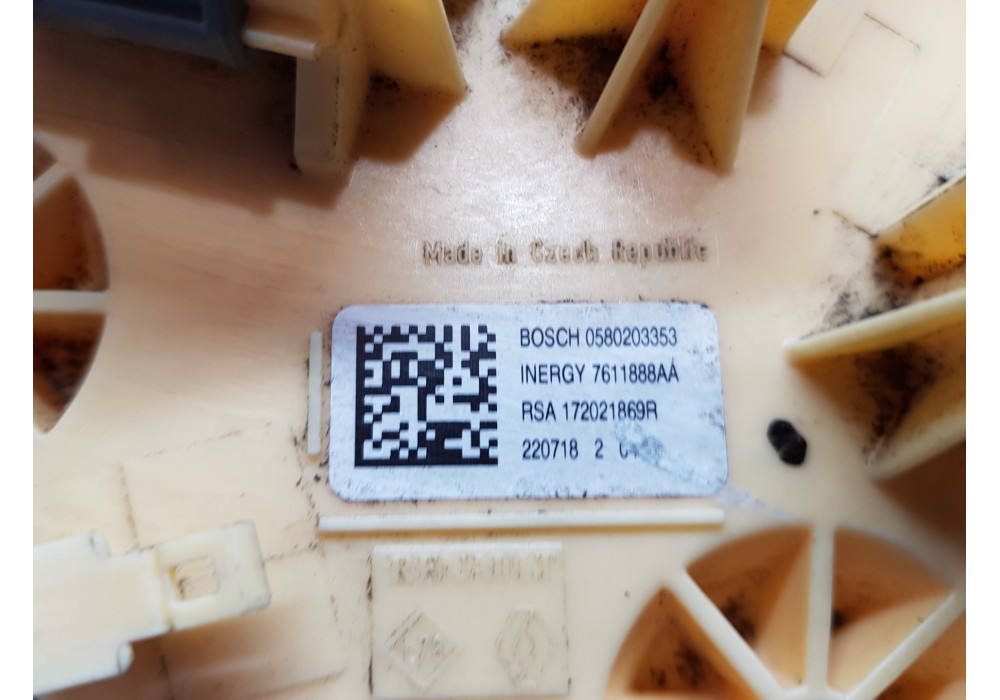 Made in Czech Republic
BOSCH 0580203353
INERGY 7611888AA
RSA 172021869R
220718 2